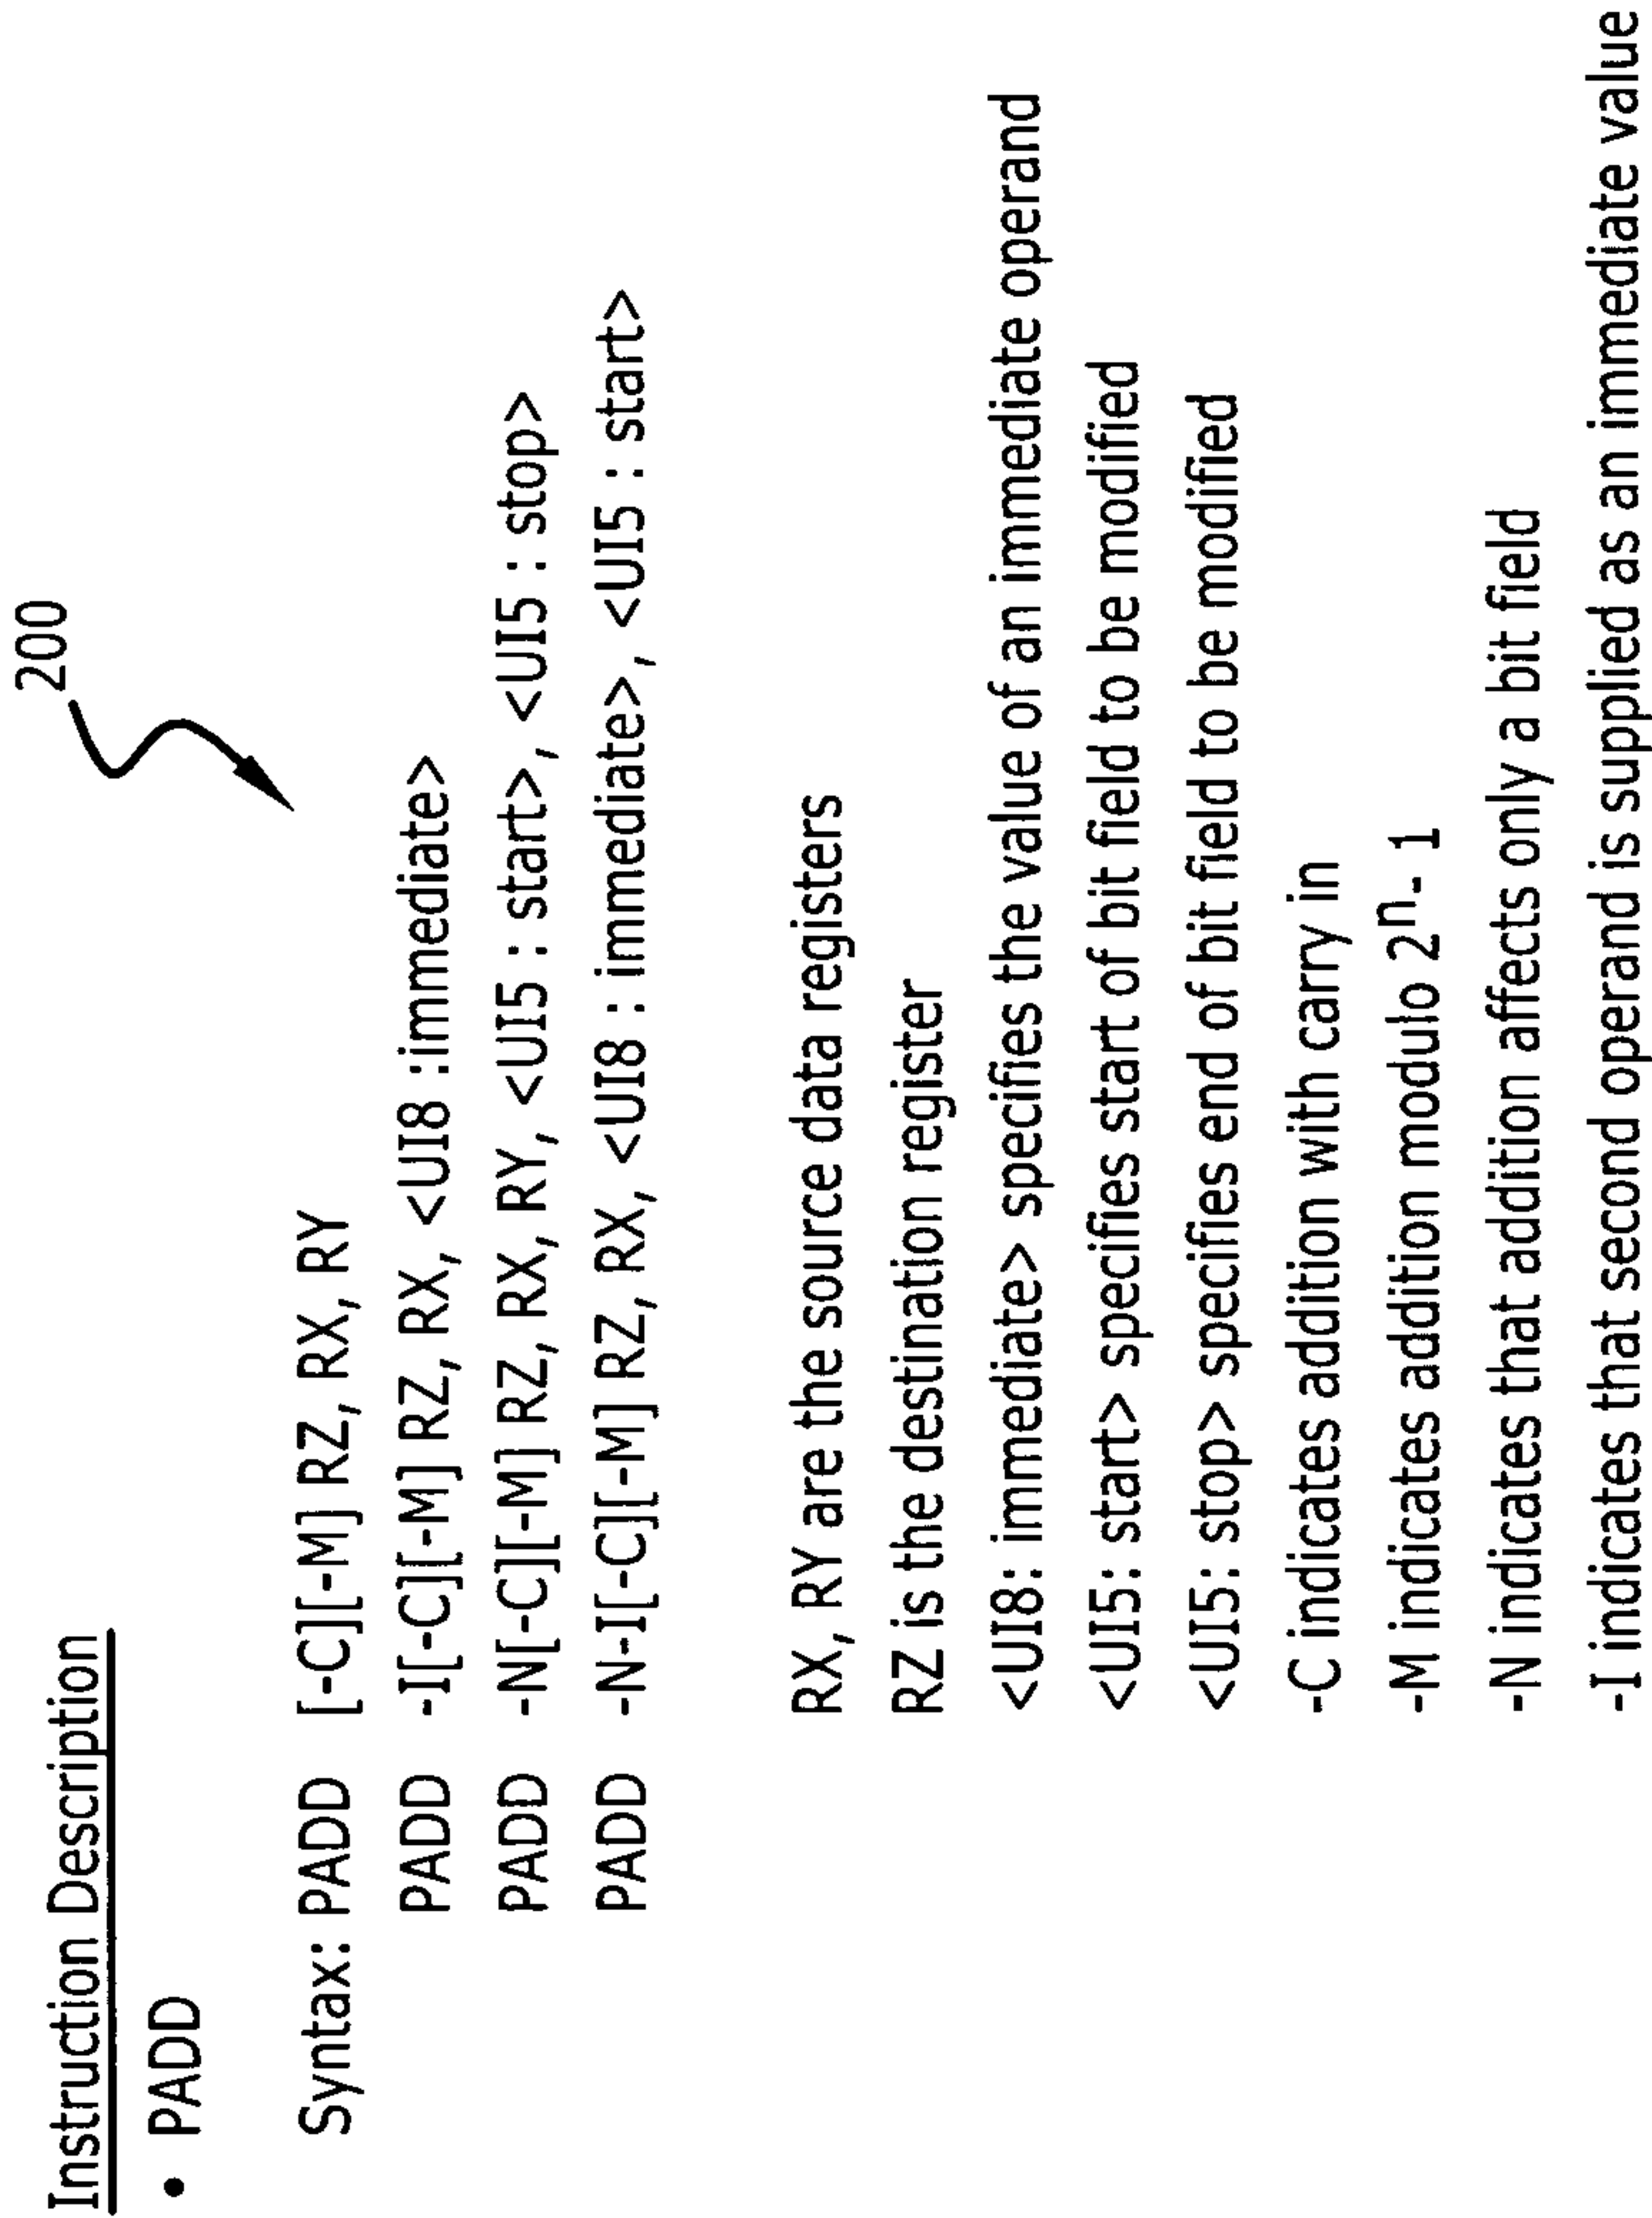 200
Instruction Description
• PADD
Syntax: PADD [-C][-M] RZ, RX, RY
PADD -I[-C][-M] RZ, RX, <UI8 :immediate>
PADD -N[-C][-M] RZ, RX, RY, <UI5 : start>, <UI5 : stop>
PADD -N-I[-C][-M] RZ, RX, <UI8 : immediate>, <UI5 : start>
RX, RY are the source data registers
RZ is the destination register
<UI8: immediate> specifies the value of an immediate operand
<UI5: start> specifies start of bit field to be modified
<UI5: stop> specifies end of bit field to be modified
-C indicates addition with carry in
-M indicates addition modulo 2ⁿ- 1
-N indicates that addition affects only a bit field
-I indicates that second operand is supplied as an immediate value